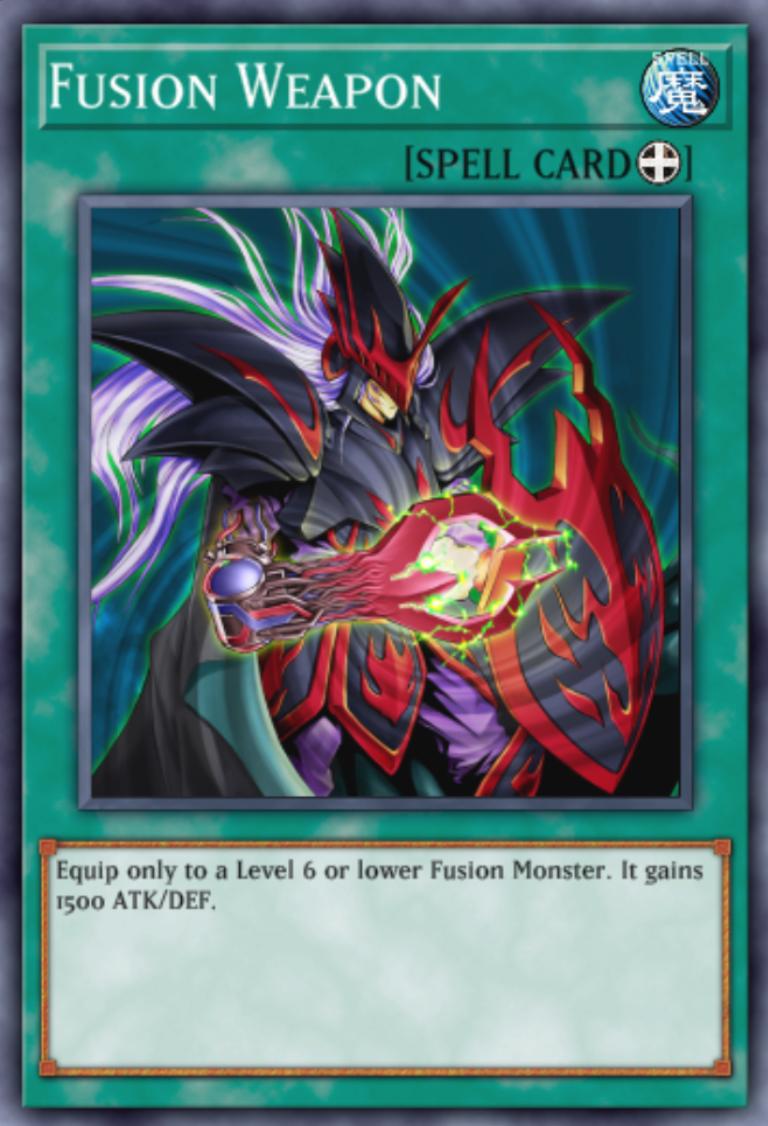 Fusion Weapon
SPELL
魔
[SPELL CARD]
Equip only to a Level 6 or lower Fusion Monster. It gains
1500 ATK/DEF.